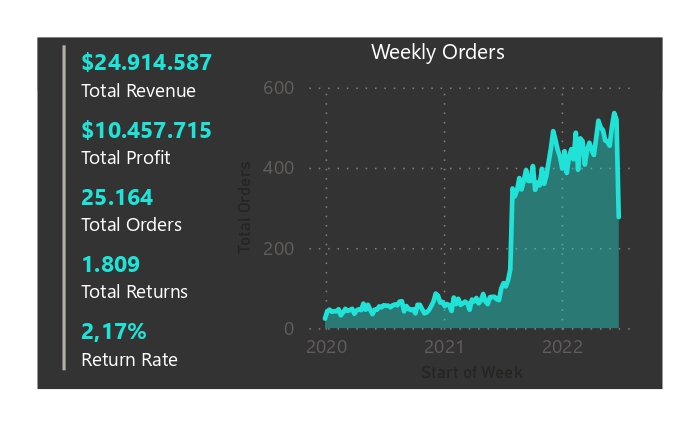 $24.914.587
Total Revenue
$10.457.715
Total Profit
25.164
Total Orders
1.809
Total Returns
2,17%
Return Rate
Weekly Orders
600
400
200
0
Total Orders
2020
2021
2022
Start of Week